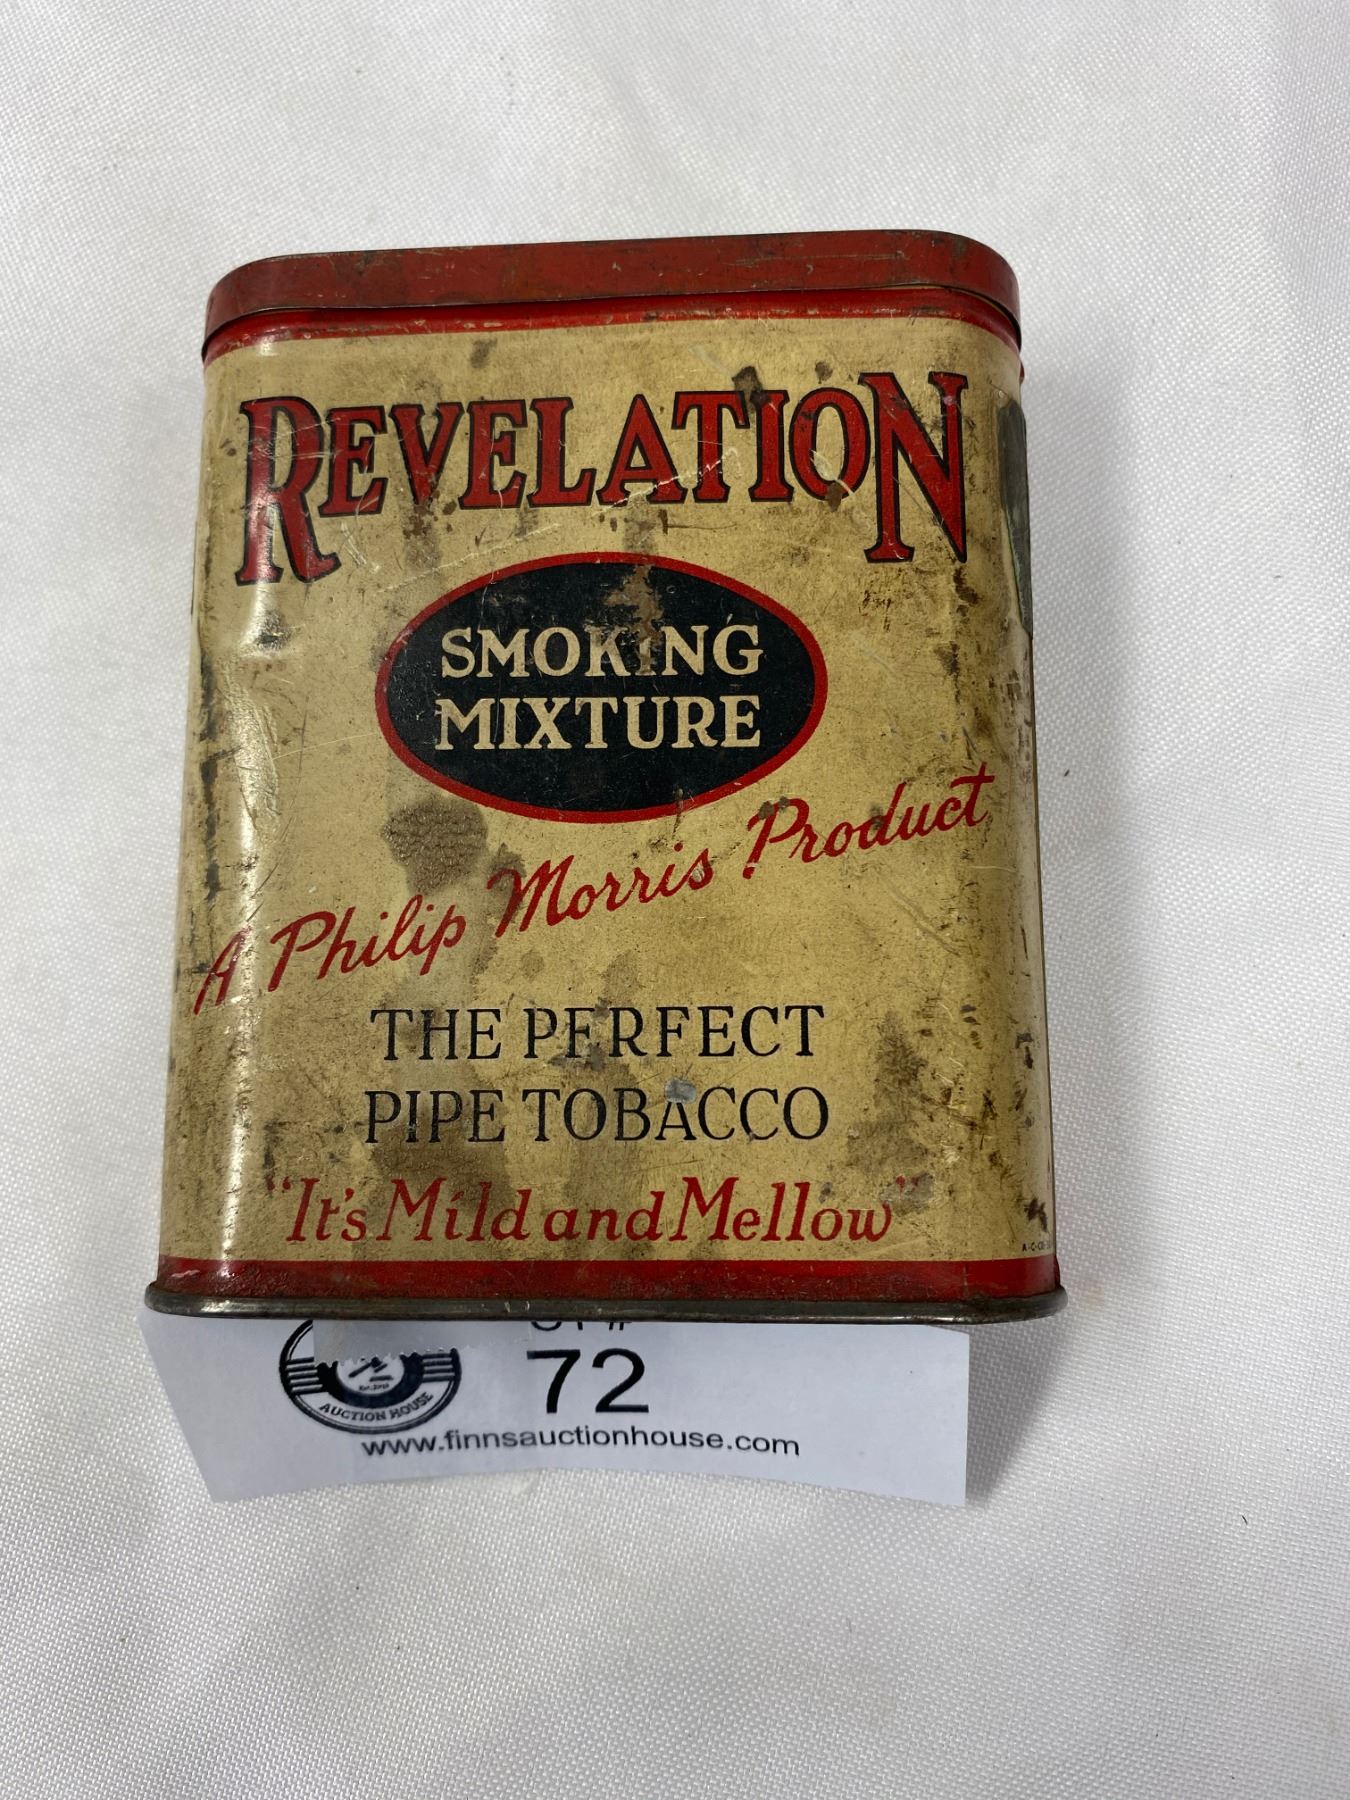 REVELATION
SMOKING
MIXTURE
A Philip Morris Product
THE PERFECT
PIPE TOBACCO
"It's Mild and Mellow"
72
AUCTION HOUSE
www.finnsauctionhouse.com